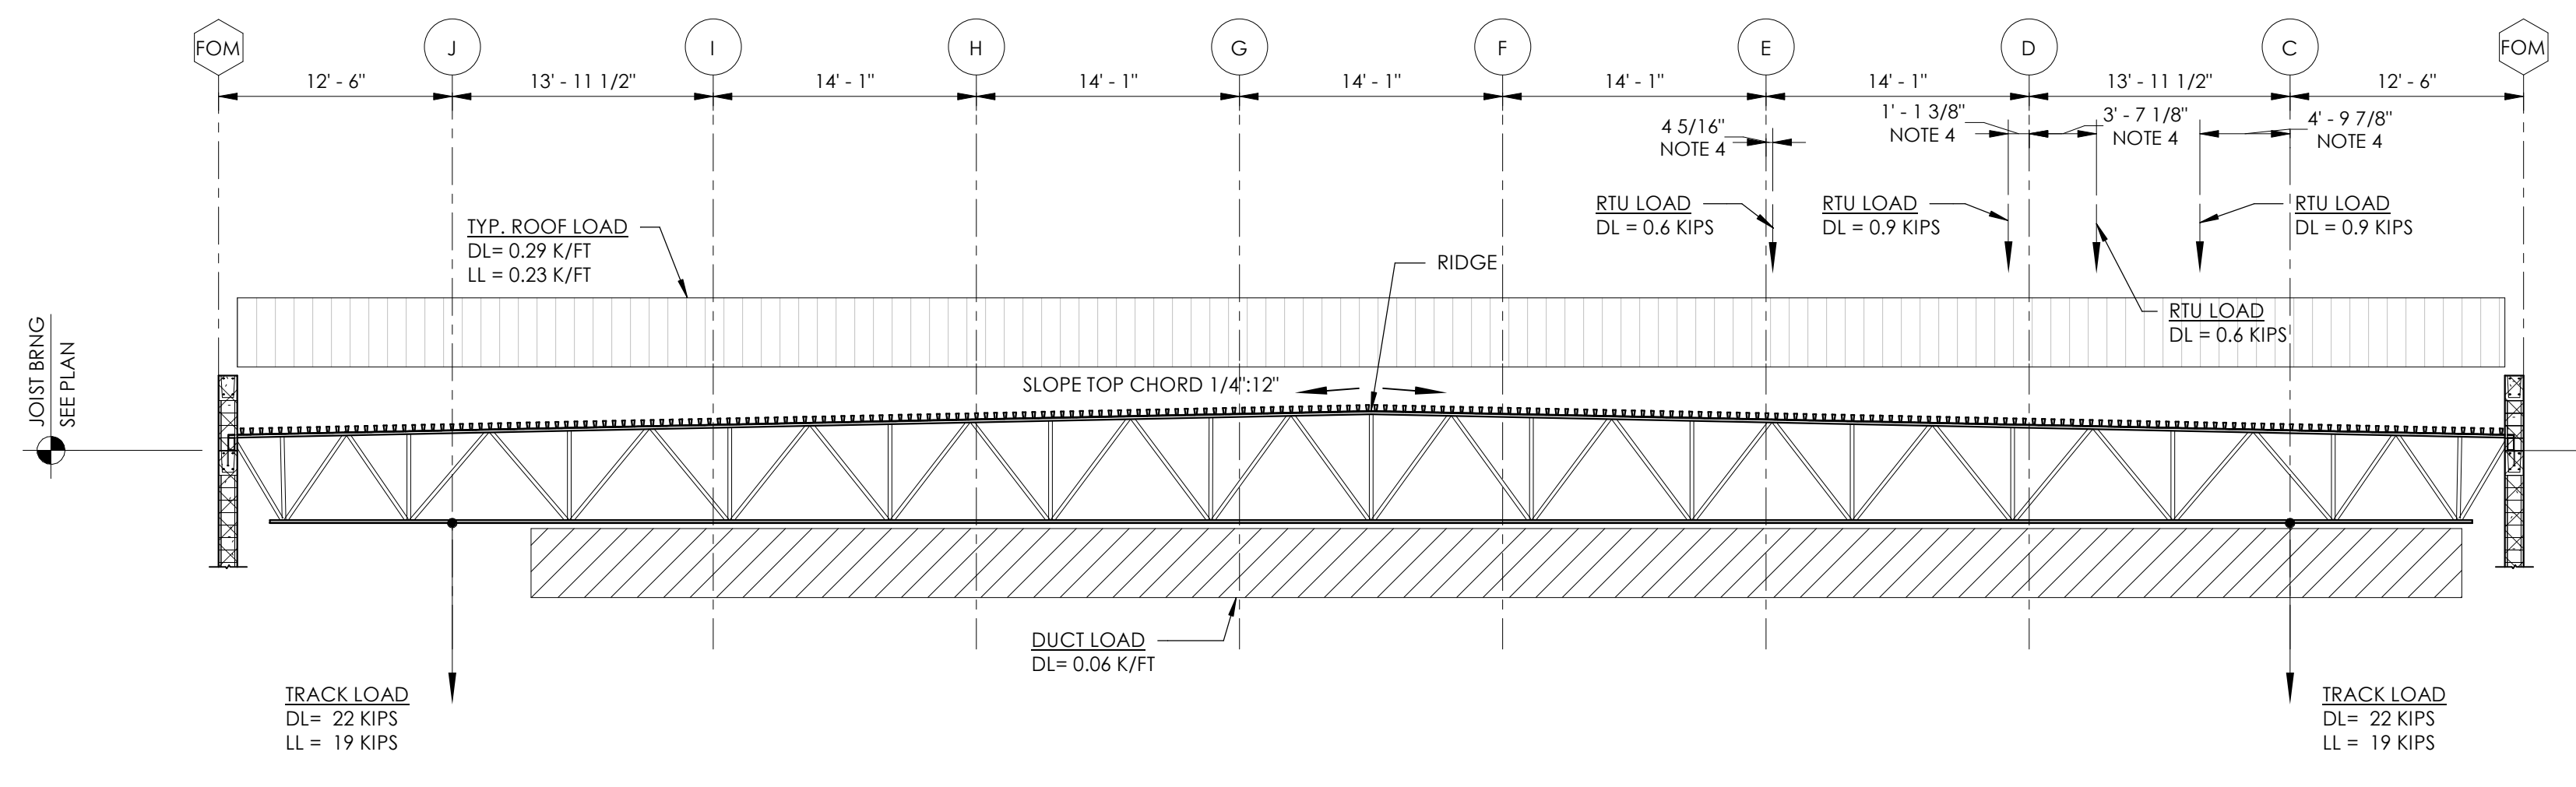 FOM
J
I
H
G
F
E
D
C
FOM
12' - 6"
13' - 11 1/2"
14' - 1"
14' - 1"
14' - 1"
14' - 1"
14' - 1"
13' - 11 1/2"
12' - 6"
4 5/16"
NOTE 4
1' - 1 3/8"
NOTE 4
3' - 7 1/8"
NOTE 4
4' - 9 7/8"
NOTE 4
TYP. ROOF LOAD
DL= 0.29 K/FT
LL = 0.23 K/FT
RTU LOAD
DL = 0.6 KIPS
RTU LOAD
DL = 0.9 KIPS
RTU LOAD
DL = 0.9 KIPS
RIDGE
RTU LOAD
DL = 0.6 KIPS
JOIST BRNG
SEE PLAN
SLOPE TOP CHORD 1/4":12"
DUCT LOAD
DL= 0.06 K/FT
TRACK LOAD
DL= 22 KIPS
LL = 19 KIPS
TRACK LOAD
DL= 22 KIPS
LL = 19 KIPS